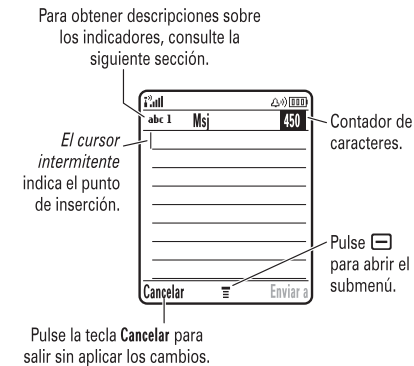 Para obtener descripciones sobre
los indicadores, consulte la
siguiente sección.
abc 1 Msj 450
El cursor
intermitente
indica el punto
de inserción.
Contador de
caracteres.
Pulse
para abrir el
submenú.
Cancelar Enviar a
Pulse la tecla Cancelar para
salir sin aplicar los cambios.